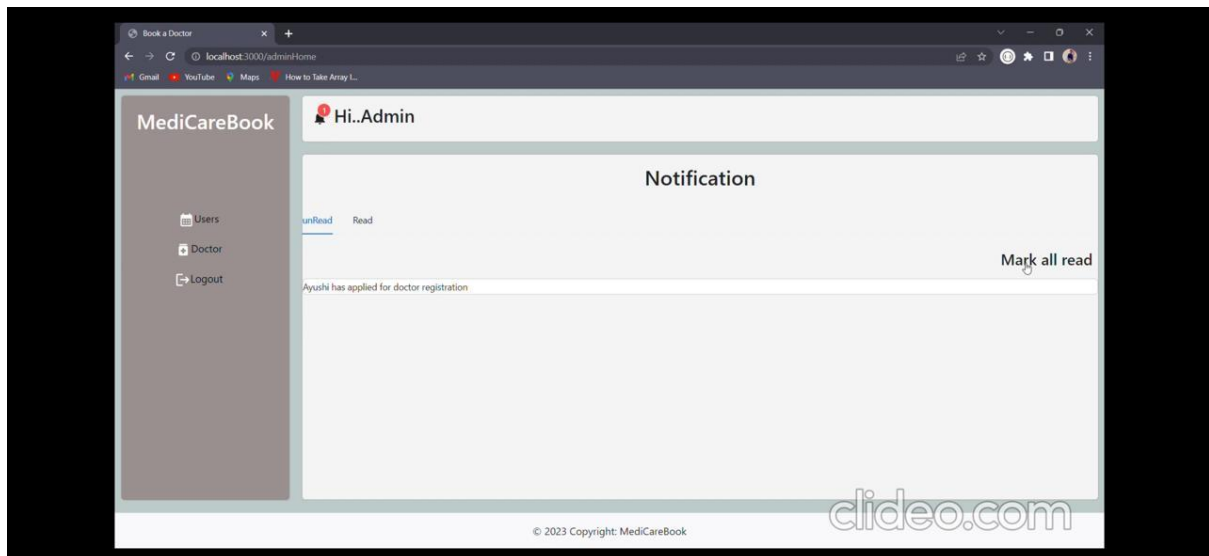 Book a Doctor
localhost:3000/adminHome
Gmail YouTube Maps How to Take Array I...
MediCareBook
1
Hi..Admin
Notification
Users
Doctor
Logout
unRead Read
Mark all read
Ayushi has applied for doctor registration
clideo.com
© 2023 Copyright: MediCareBook